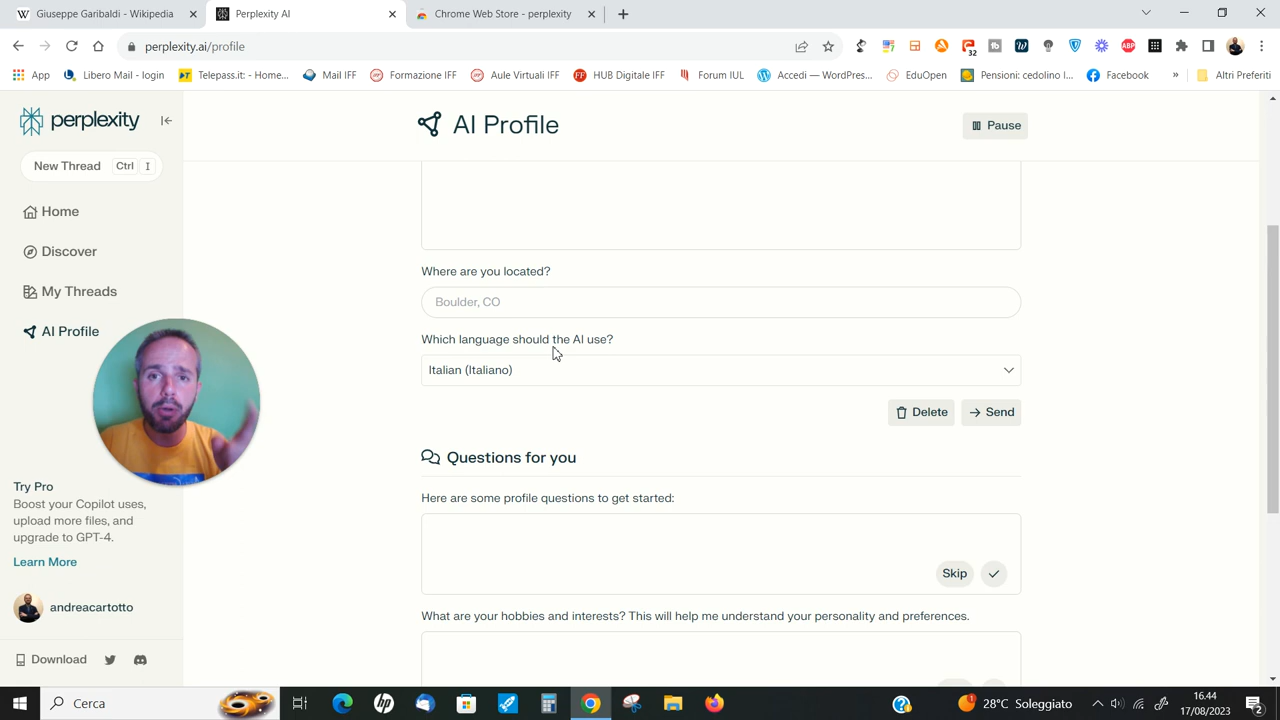 Giuseppe Garibaldi - Wikipedia
Perplexity AI
Chrome Web Store - perplexity
perplexity.ai/profile
32
ABP
App
Libero Mail - login
Telepass.it: - Home...
Mail IFF
Formazione IFF
Aule Virtuali IFF
HUB Digitale IFF
Forum IUL
Accedi — WordPres...
EduOpen
Pensioni: cedolino I...
Facebook
»
Altri Preferiti
perplexity
New Thread Ctrl I
Home
Discover
My Threads
AI Profile
AI Profile
Pause
Where are you located?
Boulder, CO
Which language should the AI use?
Italian (Italiano)
Delete
Send
Questions for you
Here are some profile questions to get started:
Skip
What are your hobbies and interests? This will help me understand your personality and preferences.
Try Pro
Boost your Copilot uses,
upload more files, and
upgrade to GPT-4.
Learn More
andreacartotto
Download
Cerca
28°C Soleggiato
16.44
17/08/2023
2